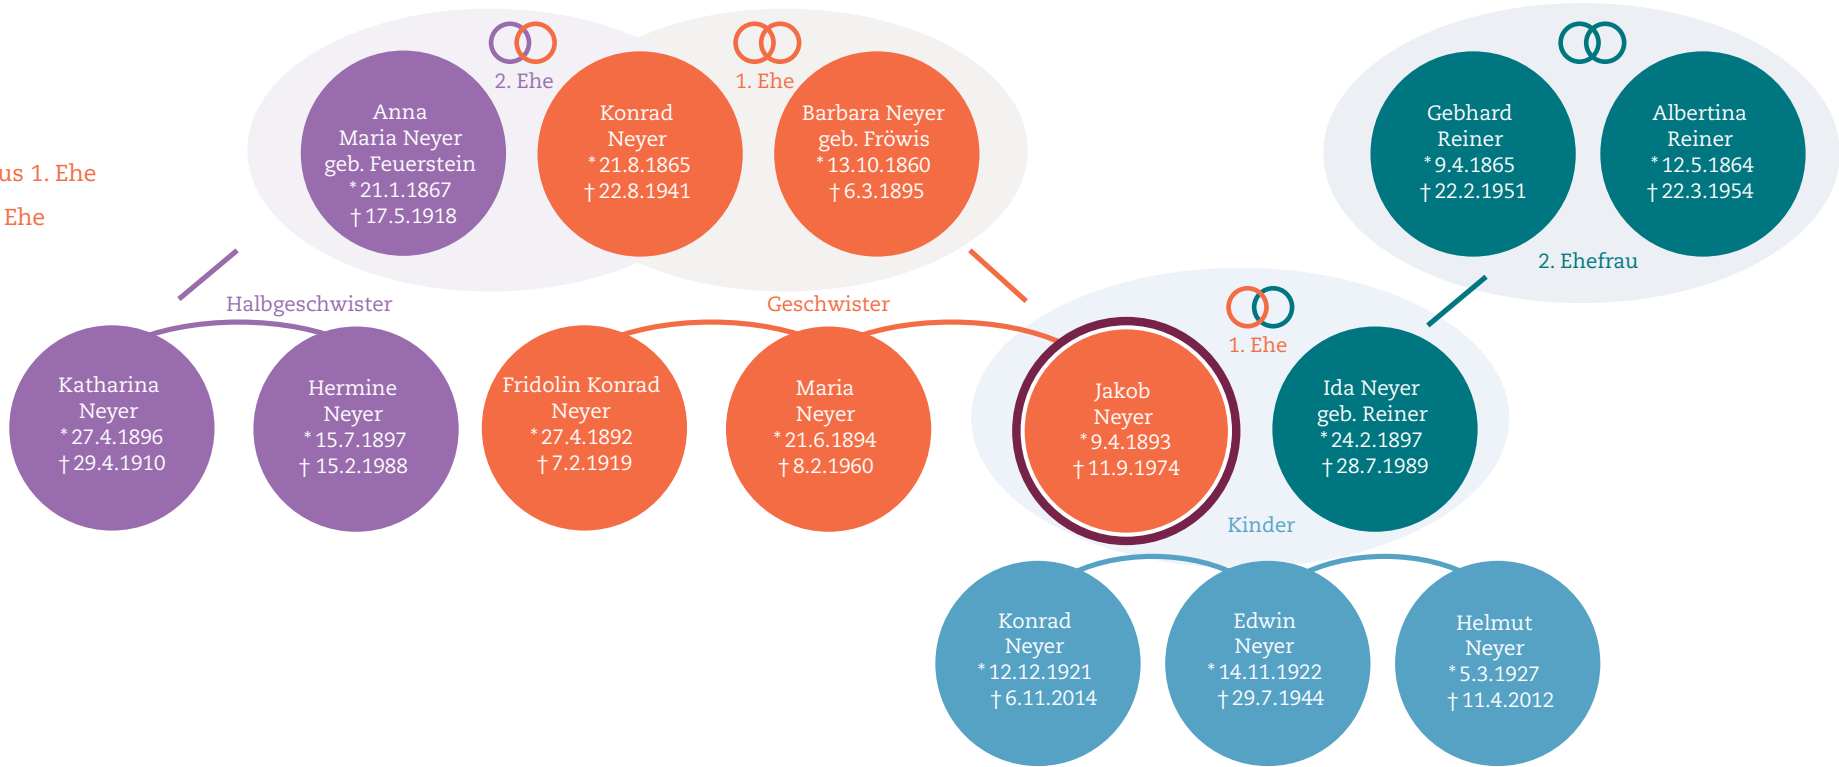 us 1. Ehe
Ehe
2. Ehe
1. Ehe
Anna
Maria Neyer
geb. Feuerstein
* 21.1.1867
† 17.5.1918
Konrad
Neyer
* 21.8.1865
† 22.8.1941
Barbara Neyer
geb. Fröwis
* 13.10.1860
† 6.3.1895
Gebhard
Reiner
* 9.4.1865
† 22.2.1951
Albertina
Reiner
* 12.5.1864
† 22.3.1954
2. Ehefrau
Halbgeschwister
Geschwister
1. Ehe
Katharina
Neyer
* 27.4.1896
† 29.4.1910
Hermine
Neyer
* 15.7.1897
† 15.2.1988
Fridolin Konrad
Neyer
* 27.4.1892
† 7.2.1919
Maria
Neyer
* 21.6.1894
† 8.2.1960
Jakob
Neyer
* 9.4.1893
† 11.9.1974
Ida Neyer
geb. Reiner
* 24.2.1897
† 28.7.1989
Kinder
Konrad
Neyer
* 12.12.1921
† 6.11.2014
Edwin
Neyer
* 14.11.1922
† 29.7.1944
Helmut
Neyer
* 5.3.1927
† 11.4.2012